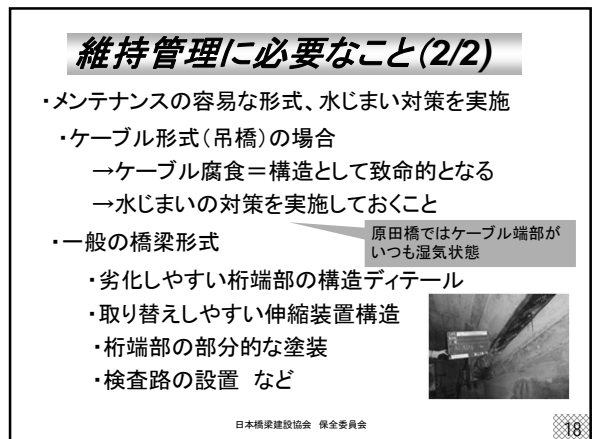 維持管理に必要なこと(2/2)
・メンテナンスの容易な形式、水じまい対策を実施
・ケーブル形式(吊橋)の場合
→ケーブル腐食=構造として致命的となる
→水じまいの対策を実施しておくこと
原田橋ではケーブル端部が
いつも湿気状態
・一般の橋梁形式
・劣化しやすい桁端部の構造ディテール
・取り替えしやすい伸縮装置構造
・桁端部の部分的な塗装
・検査路の設置 など
日本橋梁建設協会 保全委員会
18